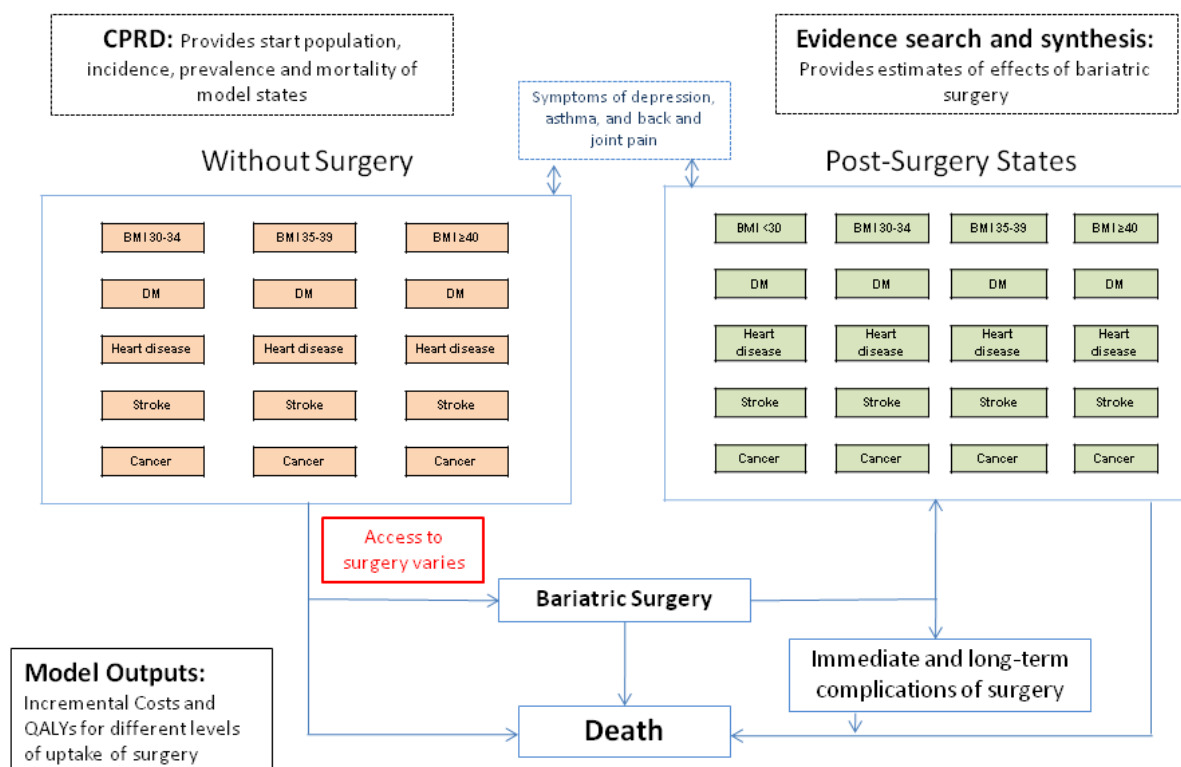 CPRD: Provides start population,
incidence, prevalence and mortality of
model states
Evidence search and synthesis:
Provides estimates of effects of bariatric
surgery
Symptoms of depression,
asthma, and back and
joint pain
Without Surgery
Post-Surgery States
BMI 30-34
BMI 35-39
BMI ≥40
DM
DM
DM
Heart disease
Heart disease
Heart disease
Stroke
Stroke
Stroke
Cancer
Cancer
Cancer
BMI <30
BMI 30-34
BMI 35-39
BMI ≥40
DM
DM
DM
DM
Heart
disease
Heart
disease
Heart
disease
Heart
disease
Stroke
Stroke
Stroke
Stroke
Cancer
Cancer
Cancer
Cancer
Access to
surgery varies
Bariatric Surgery
Immediate and long-term
complications of surgery
Death
Model Outputs:
Incremental Costs and
QALYs for different levels
of uptake of surgery